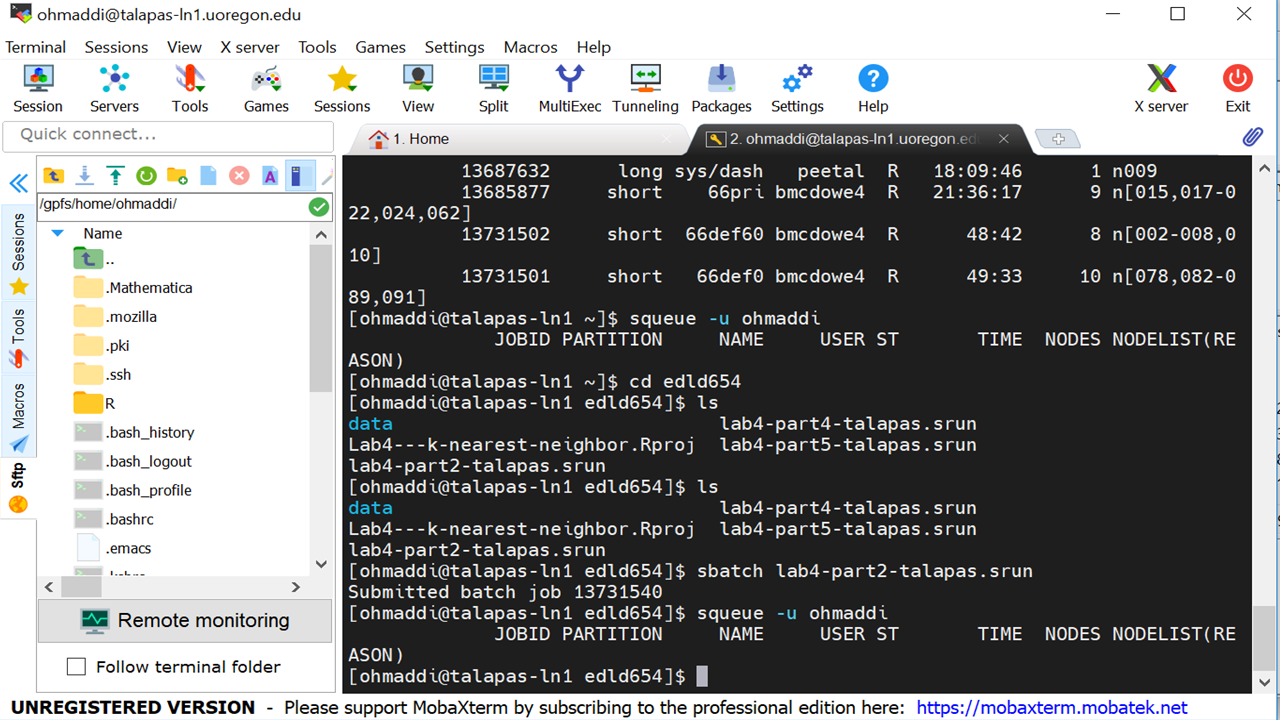 ohmaddi@talapas-ln1.uoregon.edu
Terminal Sessions View X server Tools Games Settings Macros Help
Session Servers Tools Games Sessions View Split MultiExec Tunneling Packages Settings Help X server Exit
Quick connect...
1. Home
2. ohmaddi@talapas-ln1.uoregon.ed
/gpfs/home/ohmaddi/
Sessions
Tools
Macros
Sftp
Name
..
.Mathematica
.mozilla
.pki
.ssh
R
.bash_history
.bash_logout
.bash_profile
.bashrc
.emacs
Remote monitoring
Follow terminal folder
13687632 long sys/dash peetal R 18:09:46 1 n009
13685877 short 66pri bmcdowe4 R 21:36:17 9 n[015,017-0
22,024,062]
13731502 short 66def60 bmcdowe4 R 48:42 8 n[002-008,0
10]
13731501 short 66def0 bmcdowe4 R 49:33 10 n[078,082-0
89,091]
[ohmaddi@talapas-ln1 ~]$ squeue -u ohmaddi
JOBID PARTITION NAME USER ST TIME NODES NODELIST(RE
ASON)
[ohmaddi@talapas-ln1 ~]$ cd edld654
[ohmaddi@talapas-ln1 edld654]$ ls
data lab4-part4-talapas.srun
Lab4---k-nearest-neighbor.Rproj lab4-part5-talapas.srun
lab4-part2-talapas.srun
[ohmaddi@talapas-ln1 edld654]$ ls
data lab4-part4-talapas.srun
Lab4---k-nearest-neighbor.Rproj lab4-part5-talapas.srun
lab4-part2-talapas.srun
[ohmaddi@talapas-ln1 edld654]$ sbatch lab4-part2-talapas.srun
Submitted batch job 13731540
[ohmaddi@talapas-ln1 edld654]$ squeue -u ohmaddi
JOBID PARTITION NAME USER ST TIME NODES NODELIST(RE
ASON)
[ohmaddi@talapas-ln1 edld654]$
UNREGISTERED VERSION - Please support MobaXterm by subscribing to the professional edition here: https://mobaxterm.mobatek.net